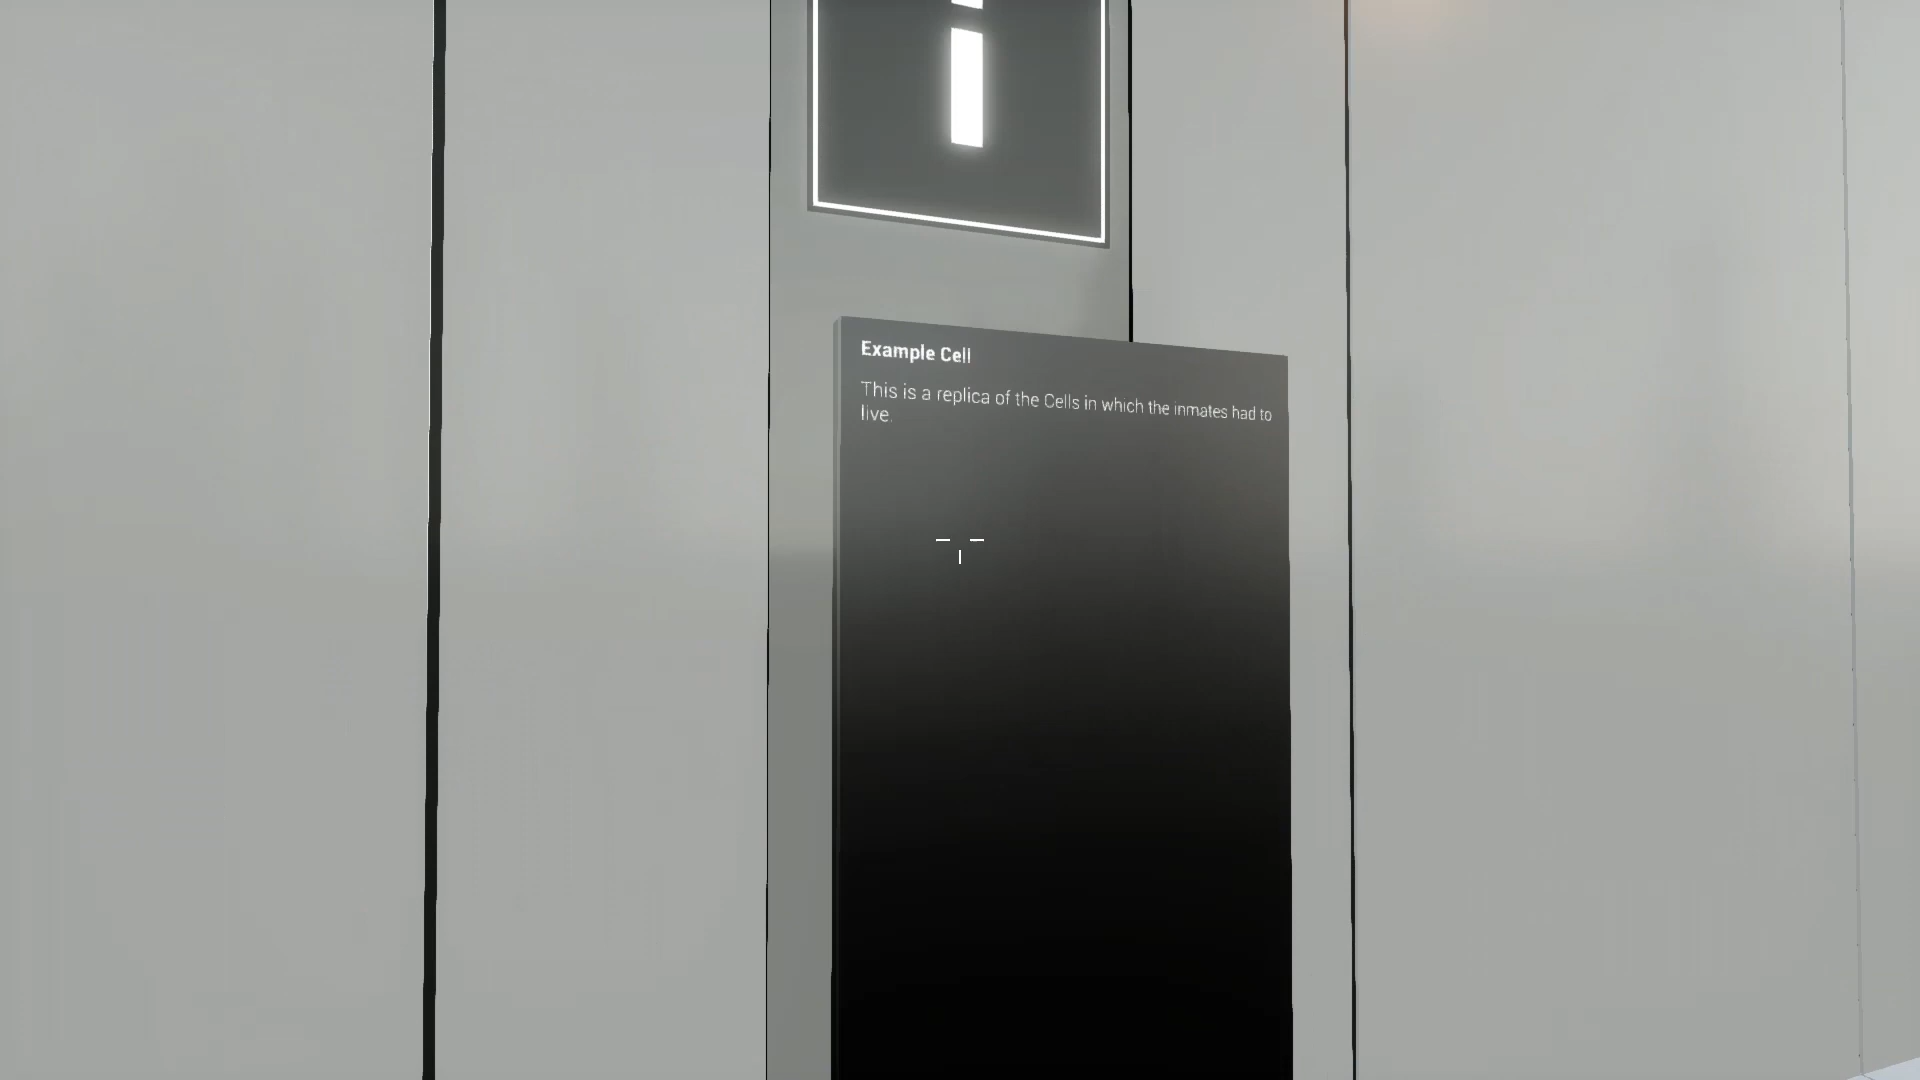 Example Cell
This is a replica of the Cells in which the inmates had to
live.